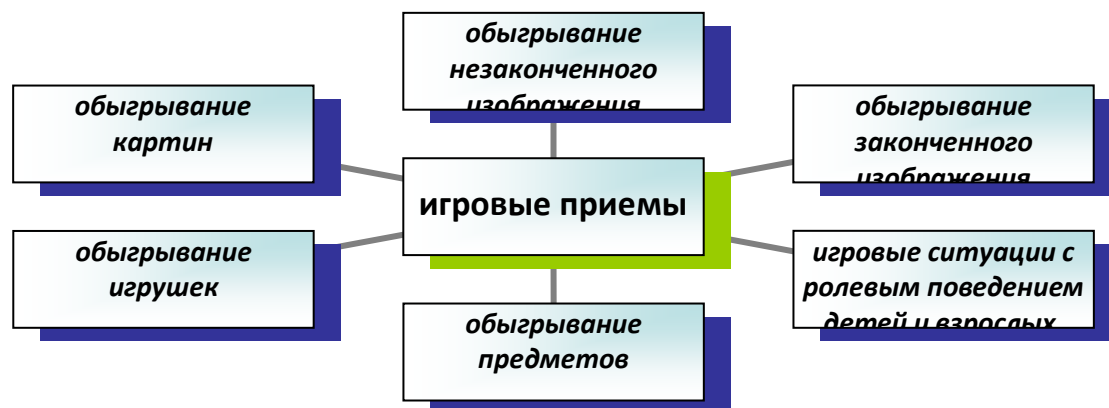 обыгрывание
незаконченного
изображения
обыгрывание
картин
обыгрывание
законченного
изображения
игровые приемы
обыгрывание
игрушек
игровые ситуации с
ролевым поведением
детей и взрослых
обыгрывание
предметов